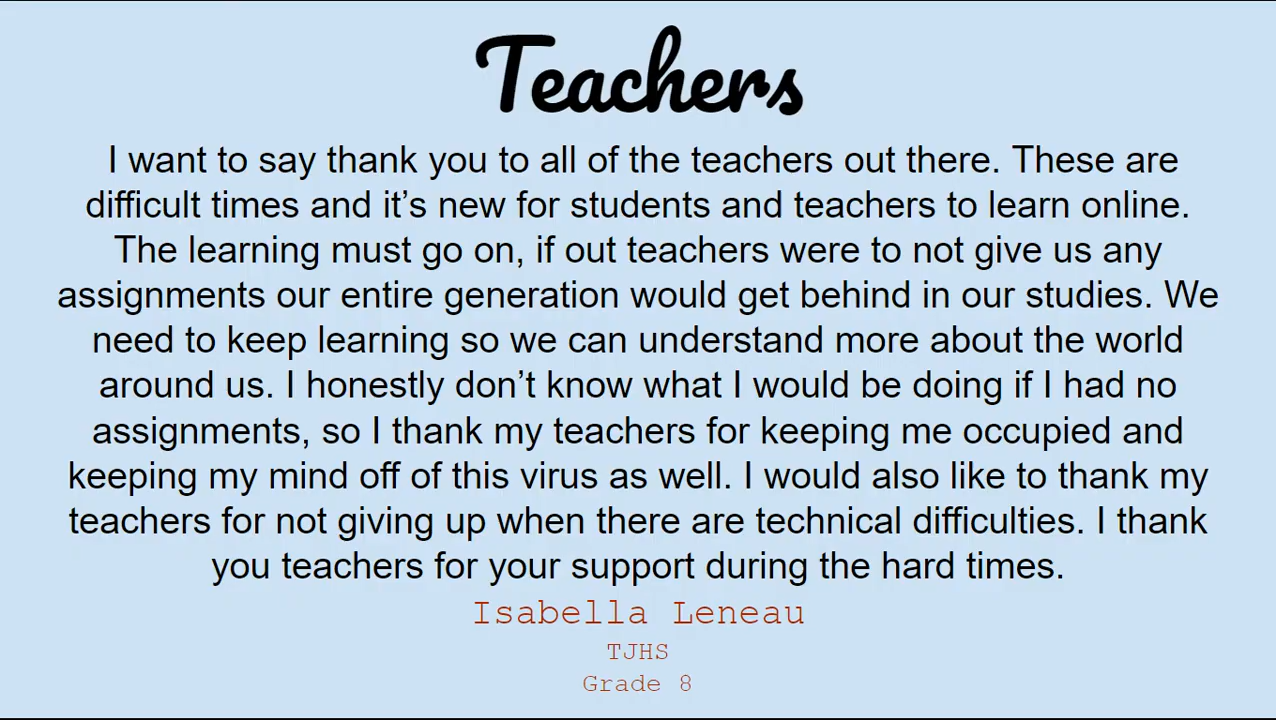 Teachers
I want to say thank you to all of the teachers out there. These are
difficult times and it’s new for students and teachers to learn online.
The learning must go on, if out teachers were to not give us any
assignments our entire generation would get behind in our studies. We
need to keep learning so we can understand more about the world
around us. I honestly don’t know what I would be doing if I had no
assignments, so I thank my teachers for keeping me occupied and
keeping my mind off of this virus as well. I would also like to thank my
teachers for not giving up when there are technical difficulties. I thank
you teachers for your support during the hard times.
Isabella Leneau
TJHS
Grade 8